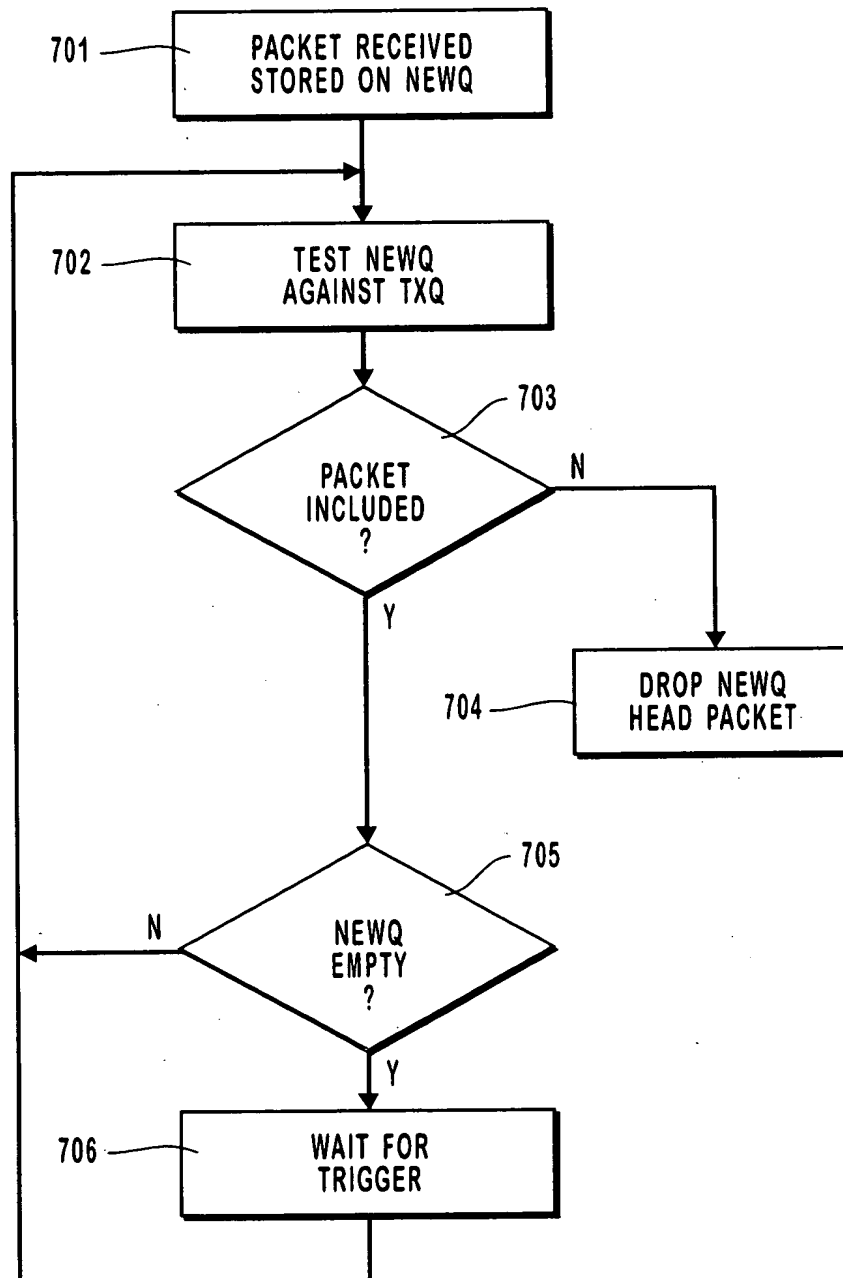 701
PACKET RECEIVED
STORED ON NEWQ
702
TEST NEWQ
AGAINST TXQ
703
PACKET
INCLUDED
?
N
Y
704
DROP NEWQ
HEAD PACKET
705
N
NEWQ
EMPTY
?
Y
706
WAIT FOR
TRIGGER